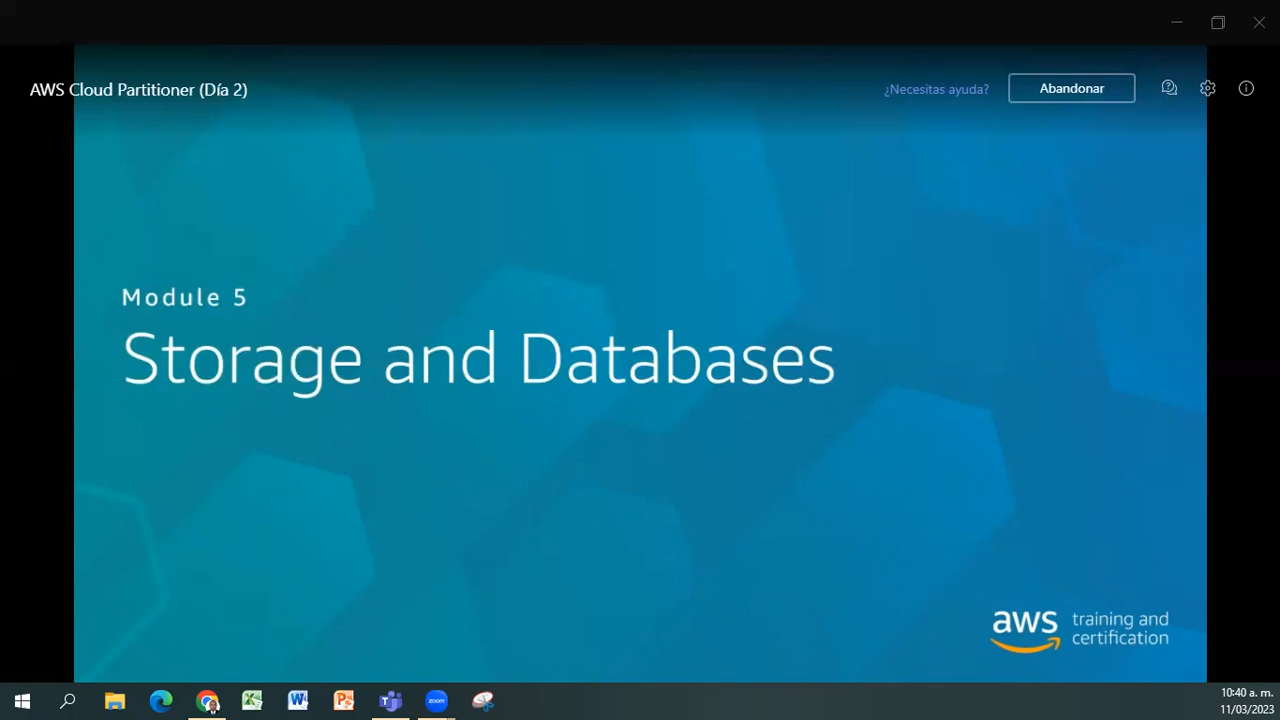 AWS Cloud Partitioner (Día 2)
¿Necesitas ayuda?
Abandonar
Module 5
Storage and Databases
aws training and
certification
zoom
10:40 a. m.
11/03/2023